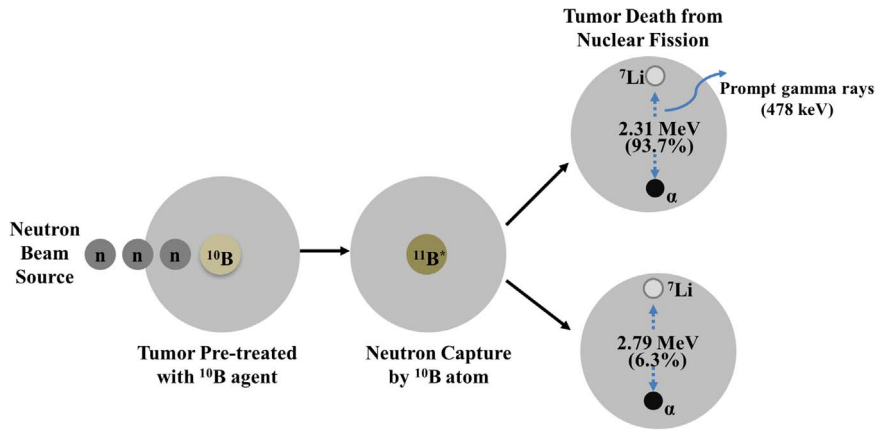 Tumor Death from
Nuclear Fission
⁷Li
Prompt gamma rays
(478 keV)
2.31 MeV
(93.7%)
α
Neutron
Beam
Source
n n n ¹⁰B
¹¹B*
Tumor Pre-treated
with ¹⁰B agent
Neutron Capture
by ¹⁰B atom
⁷Li
2.79 MeV
(6.3%)
α